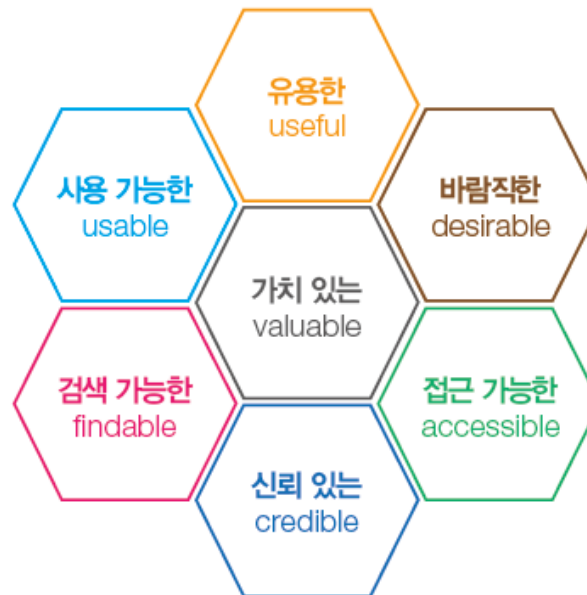 유용한
useful
사용 가능한
usable
바람직한
desirable
가치 있는
valuable
검색 가능한
findable
접근 가능한
accessible
신뢰 있는
credible